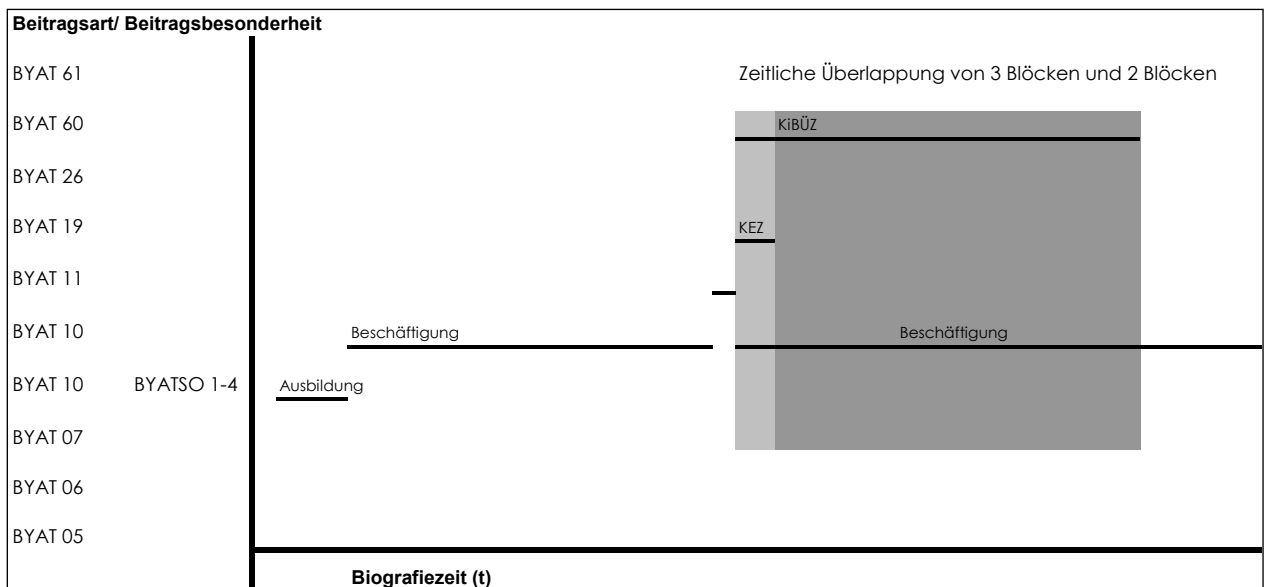 Beitragsart/ Beitragsbesonderheit
BYAT 61 Zeitliche Überlappung von 3 Blöcken und 2 Blöcken
BYAT 60 KiBÜZ
BYAT 26
BYAT 19 KEZ
BYAT 11
BYAT 10 Beschäftigung Beschäftigung
BYAT 10 BYATSO 1-4 Ausbildung
BYAT 07
BYAT 06
BYAT 05
Biografiezeit (t)